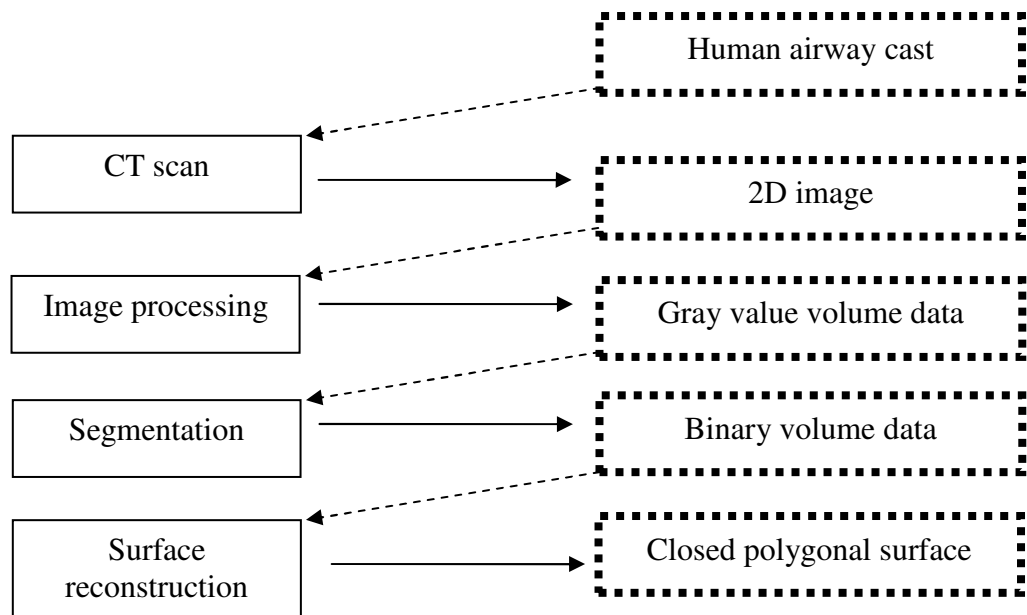 Human airway cast
CT scan
2D image
Image processing
Gray value volume data
Segmentation
Binary volume data
Surface
reconstruction
Closed polygonal surface